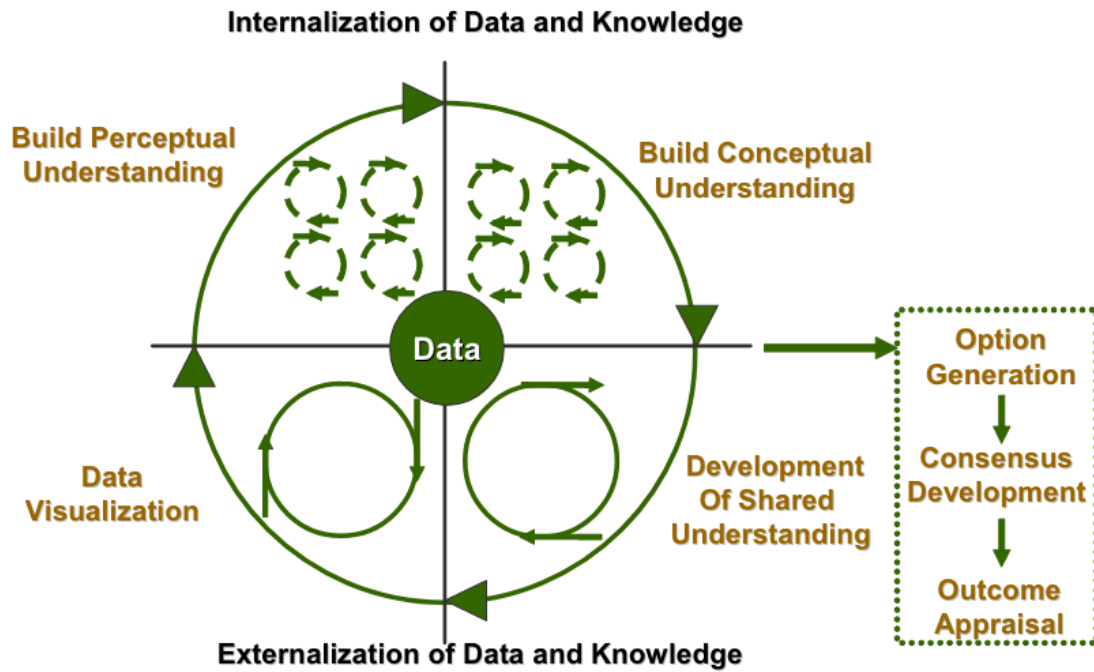 Internalization of Data and Knowledge
Build Perceptual
Understanding
Build Conceptual
Understanding
Data
Data
Visualization
Development
Of Shared
Understanding
Option
Generation
Consensus
Development
Outcome
Appraisal
Externalization of Data and Knowledge